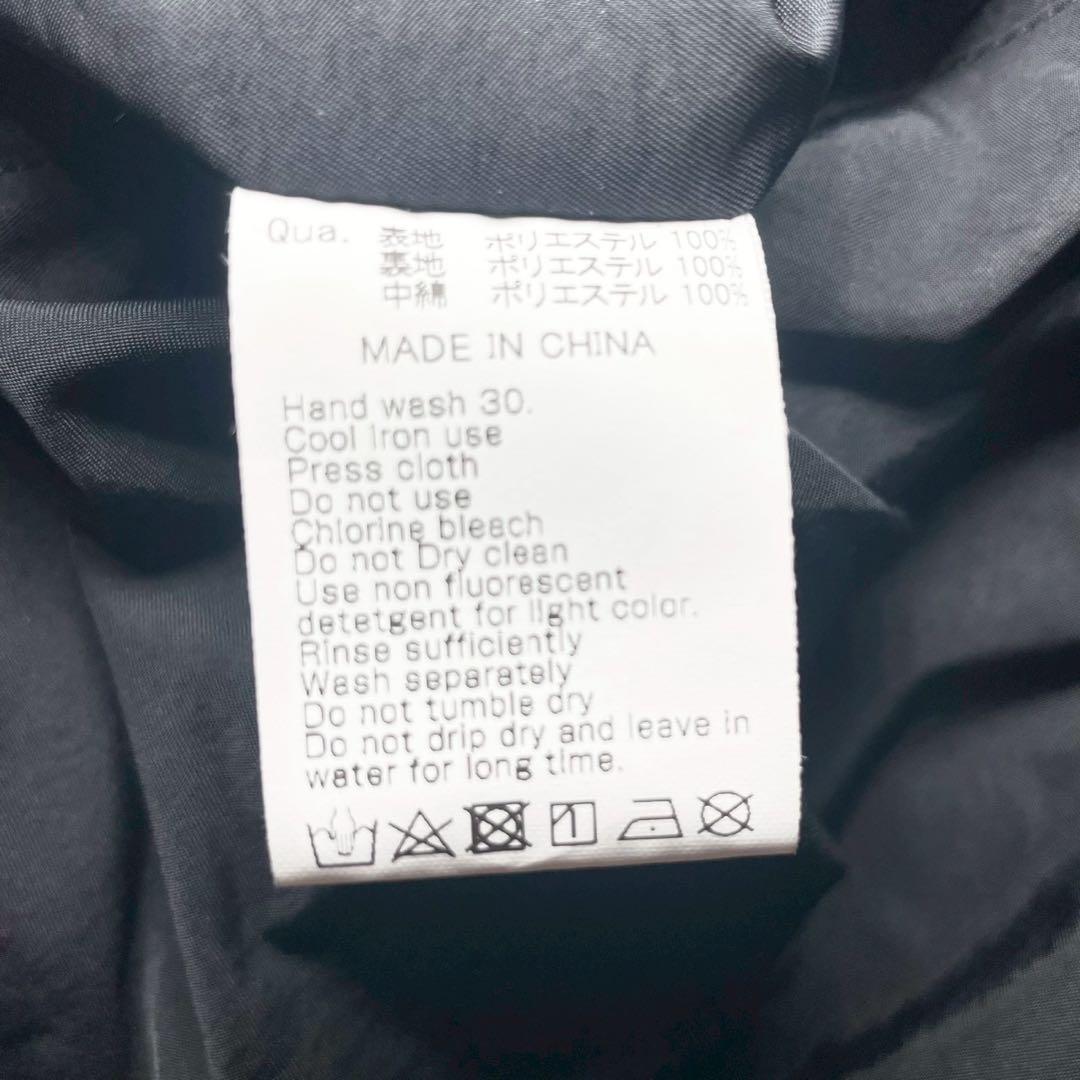 Qua. 表地 ポリエステル 100%
裏地 ポリエステル 100%
中綿 ポリエステル 100%
MADE IN CHINA
Hand wash 30.
Cool iron use
Press cloth
Do not use
Chlorine bleach
Do not Dry clean
Use non fluorescent
detetgent for light color.
Rinse sufficiently
Wash separately
Do not tumble dry
Do not drip dry and leave in
water for long time.